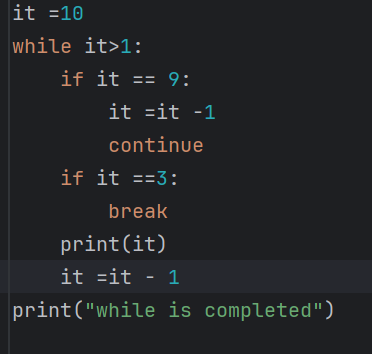 it =10
while it>1:
    if it == 9:
        it =it -1
        continue
    if it ==3:
        break
    print(it)
    it =it - 1
print("while is completed")